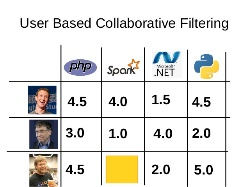 User Based Collaborative Filtering
php Spark Microsoft .NET
4.5 4.0 1.5 4.5
3.0 1.0 4.0 2.0
4.5 2.0 5.0